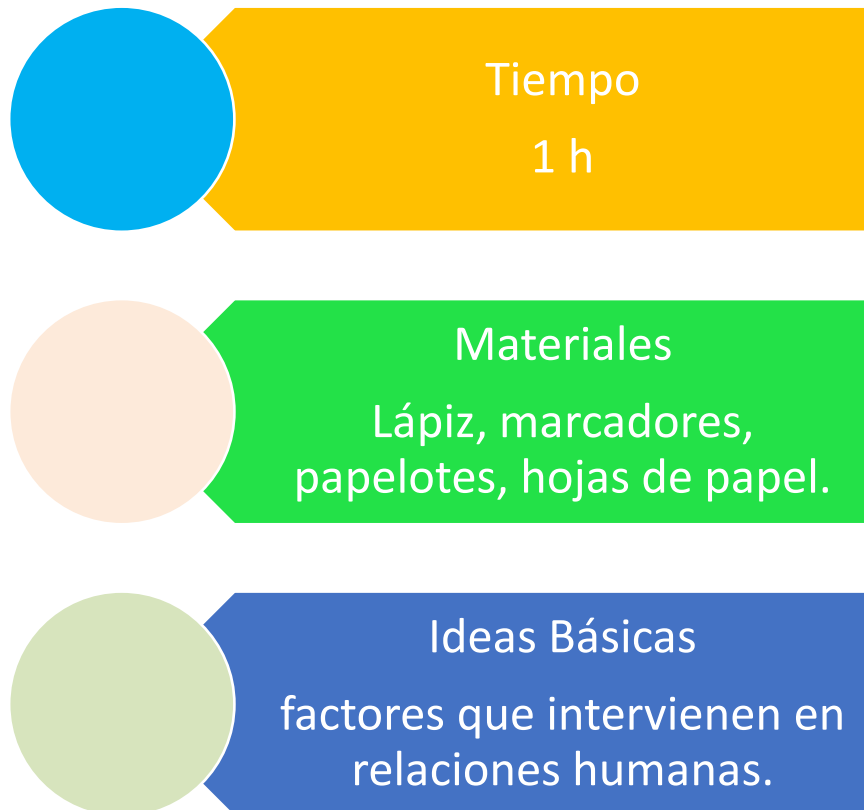 Tiempo
1 h
Materiales
Lápiz, marcadores,
papelotes, hojas de papel.
Ideas Básicas
factores que intervienen en
relaciones humanas.